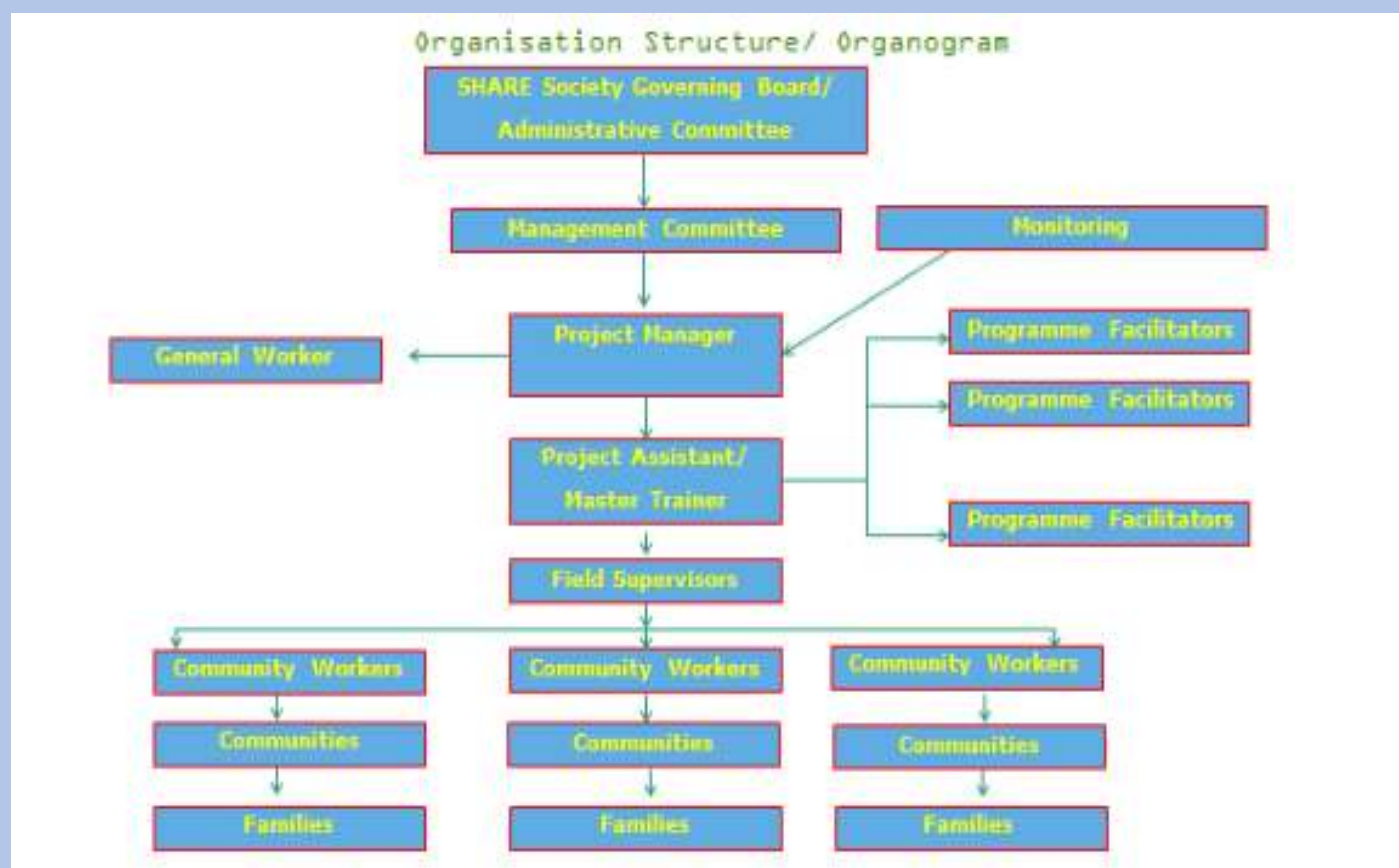 Organisation Structure/ Organogram
SHARE Society Governing Board/
Administrative Committee
Management Committee
Monitoring
Project Manager
General Worker
Programme Facilitators
Programme Facilitators
Project Assistant/
Master Trainer
Programme Facilitators
Field Supervisors
Community Workers
Community Workers
Community Workers
Communities
Communities
Communities
Families
Families
Families